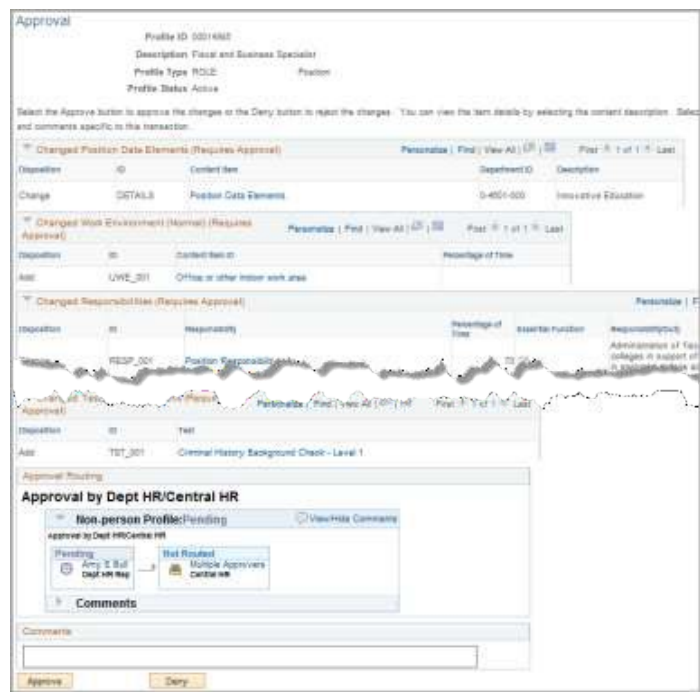 Approval
Profile ID
Description Fiscal and Business Specialist
Profile Type ROLE Position
Profile Status Active
Select the Approve button to approve the changes or the Deny button to reject the changes. You can view the item details by selecting the content description. Selec
and comments specific to this transaction.
Changed Position Data Elements (Requires Approval) Personalize | Find | View All | First 1 of 1 Last
Disposition ID Content Item Department ID Description
Change DETAILS Position Data Elements 0-4601-000 Innovative Education
Changed Work Environment (Normal) (Requires Approval) Personalize | Find | View All | First 1 of 1 Last
Disposition ID Content Item ID Percentage of Time
Add UWE_001 Office or other indoor work area
Changed Responsibilities (Requires Approval) Personalize | F
Disposition ID Responsibility Percentage of Time Essential Function
RESP_001 Position
colleges in support of
Approval) Personalize | Find | View All | First 1 of 1 Last
Disposition ID Test
Add TST_001 Criminal History Background Check - Level 1
Approval Routing
Approval by Dept HR/Central HR
Non-person Profile:Pending View/Hide Comments
Approval by Dept HR/Central HR
Pending Not Routed
Amy E Bull Multiple Approvers
Dept HR Rep Central HR
Comments
Comments
Approve Deny